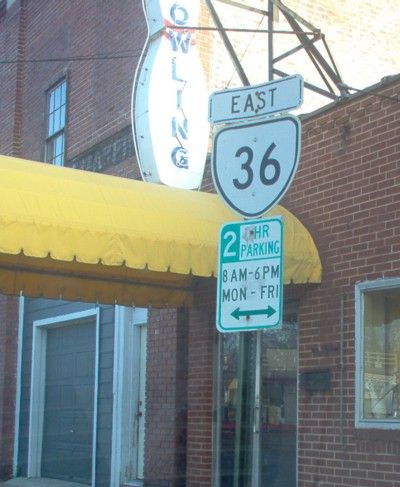 OWLING
EAST
36
2 HR
PARKING
8 AM-6 PM
MON - FRI